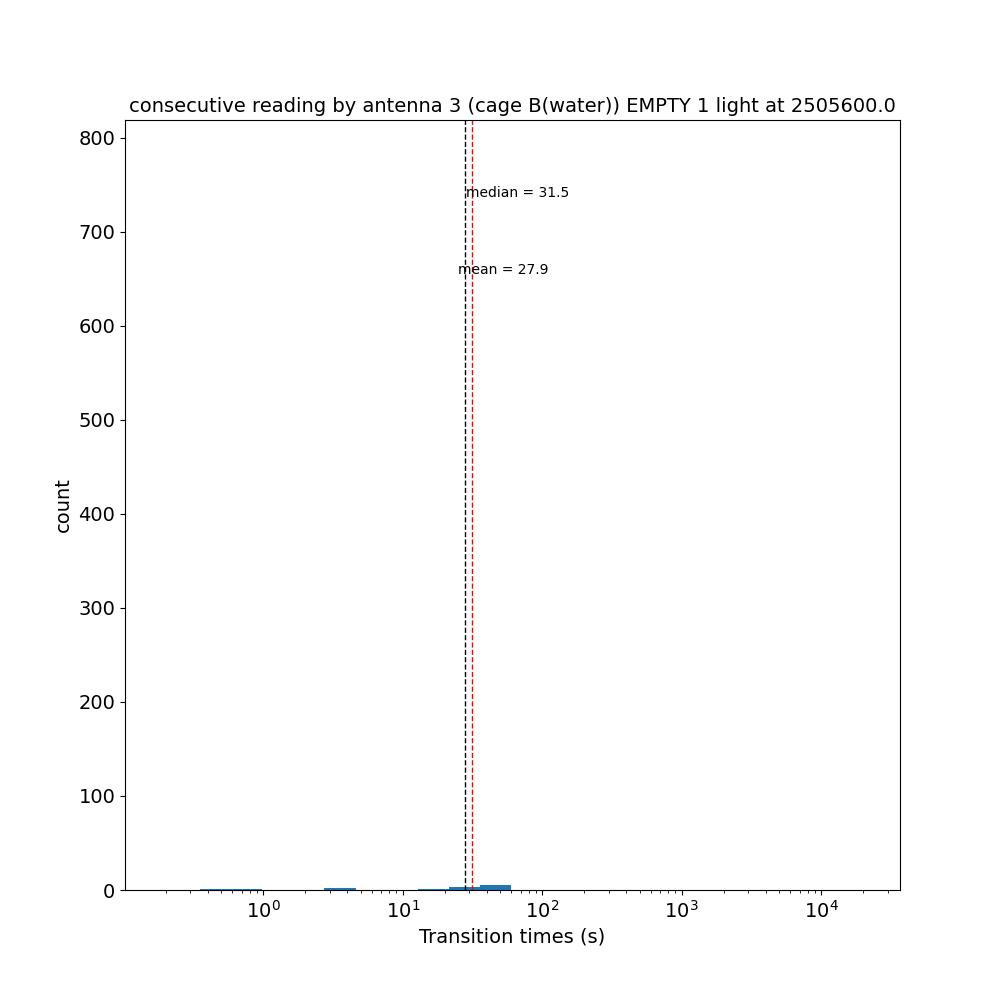 consecutive reading by antenna 3 (cage B(water)) EMPTY 1 light at 2505600.0
800
median = 31.5
700
mean = 27.9
600
500
400
count
300
200
100
0
10^0 10^1 10^2 10^3 10^4
Transition times (s)